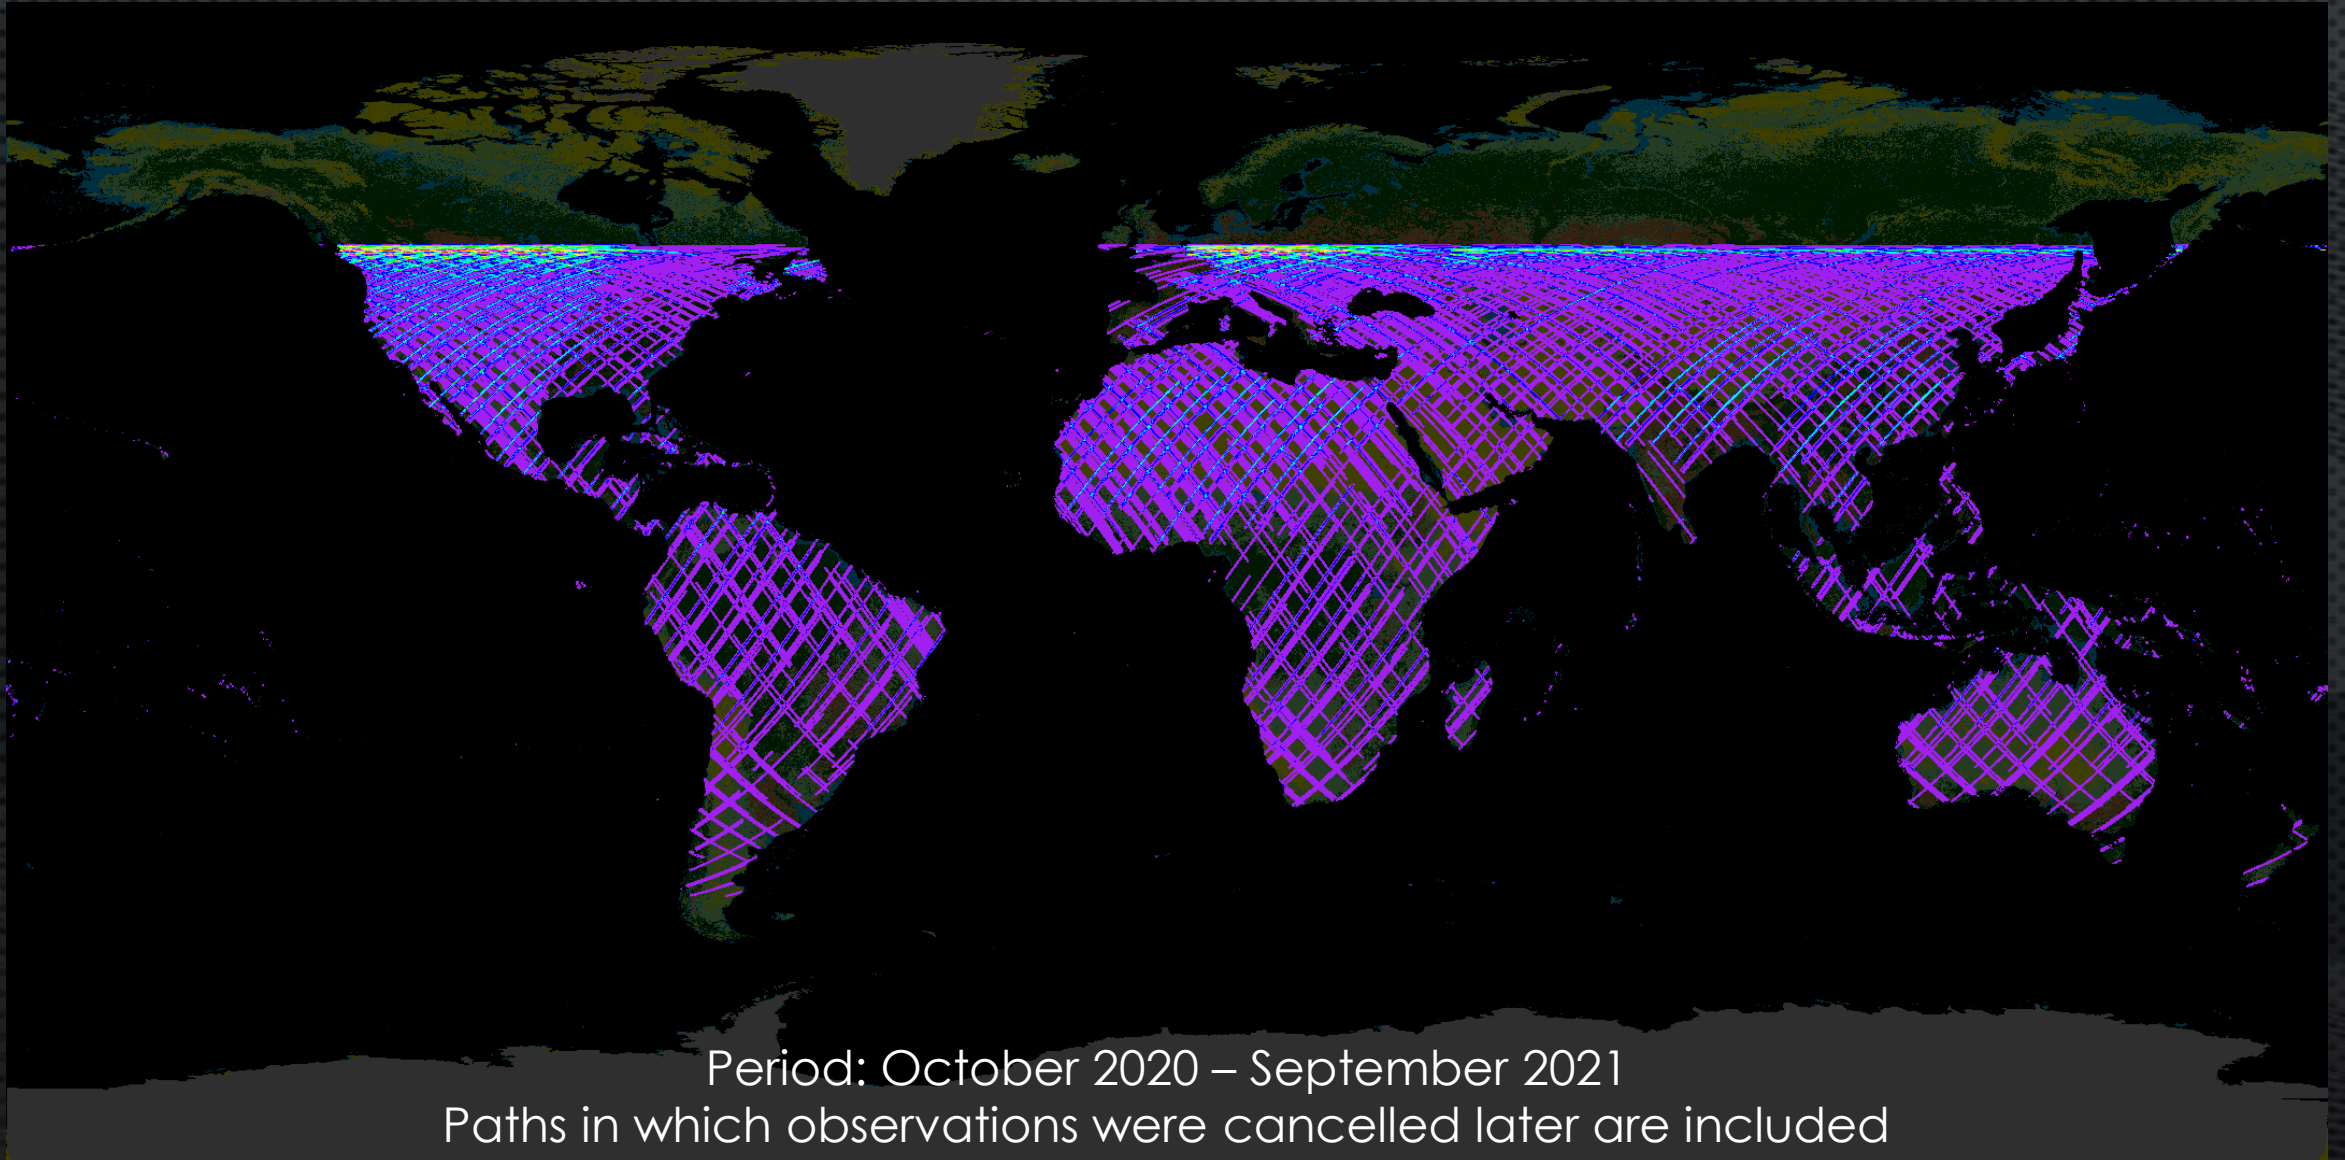 Period: October 2020 – September 2021
Paths in which observations were cancelled later are included